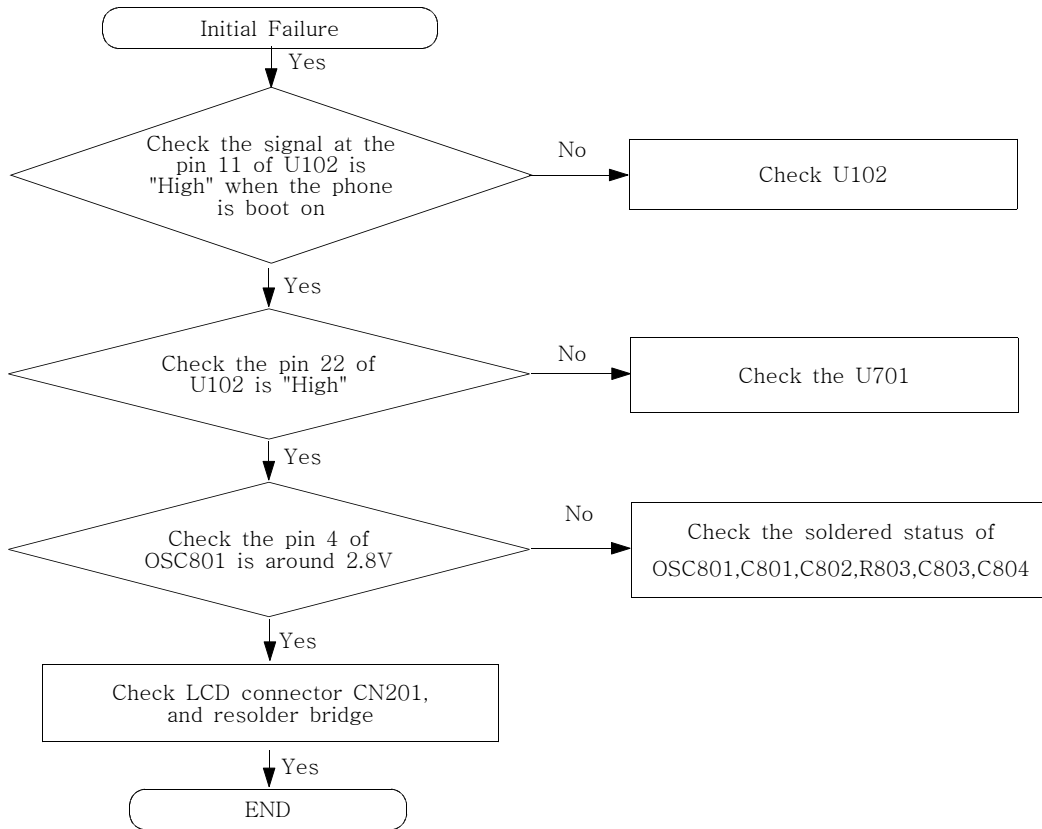 Initial Failure
Yes
Check the signal at the
pin 11 of U102 is
"High" when the phone
is boot on
No
Check U102
Yes
Check the pin 22 of
U102 is "High"
No
Check the U701
Yes
Check the pin 4 of
OSC801 is around 2.8V
No
Check the soldered status of
OSC801,C801,C802,R803,C803,C804
Yes
Check LCD connector CN201,
and resolder bridge
Yes
END